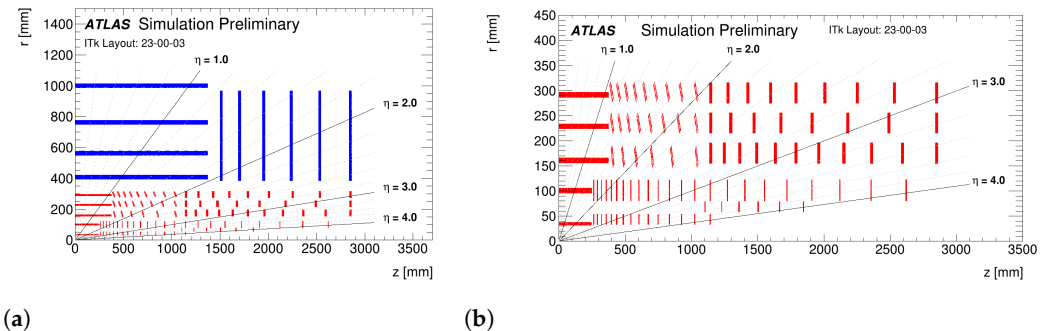 r [mm]
1400
1200
1000
800
600
400
200
0
ATLAS Simulation Preliminary
ITk Layout: 23-00-03
η = 1.0
η = 2.0
η = 3.0
η = 4.0
0 500 1000 1500 2000 2500 3000 3500
z [mm]
(a)
r [mm]
450
400
350
300
250
200
150
100
50
0
ATLAS Simulation Preliminary ITk Layout: 23-00-03
η = 1.0 η = 2.0
η = 3.0
η = 4.0
0 500 1000 1500 2000 2500 3000 3500
z [mm]
(b)